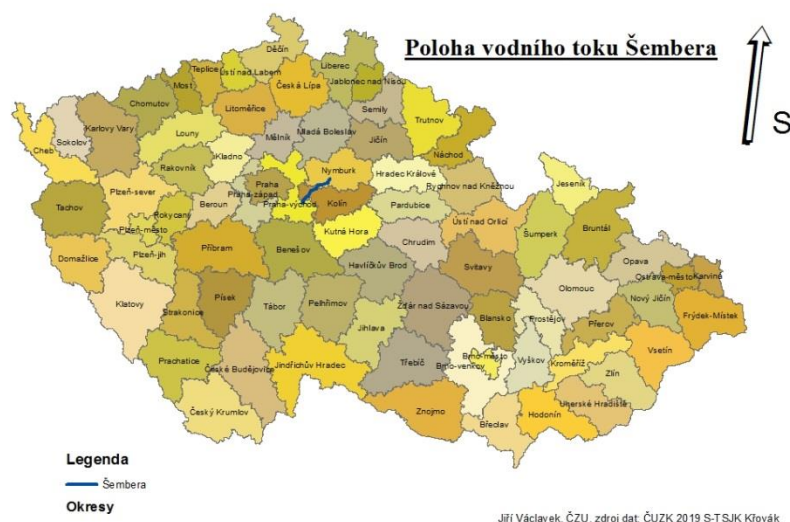 Poloha vodního toku Šembera
S
Děčín
Liberec
Teplice
Ústí nad Labem
Jablonec nad Nisou
Most
Česká Lípa
Chomutov
Semily
Litoměřice
Trutnov
Karlovy Vary
Sokolov
Louny
Mělník
Mladá Boleslav
Jičín
Cheb
Kladno
Náchod
Rakovník
Nymburk
Hradec Králové
Jeseník
Praha
Rychnov nad Kněžnou
Plzeň-sever
Praha-západ
Praha-východ
Kolín
Tachov
Beroun
Pardubice
Rokycany
Ústí nad Orlicí
Bruntál
Plzeň-město
Kutná Hora
Šumperk
Příbram
Chrudim
Opava
Domažlice
Plzeň-jih
Benešov
Havlíčkův Brod
Svitavy
Ostrava-město
Karviná
Olomouc
Klatovy
Písek
Strakonice
Tábor
Pelhřimov
Žďár nad Sázavou
Nový Jičín
Frýdek-Místek
Blansko
Prostějov
Přerov
Jihlava
Prachatice
České Budějovice
Jindřichův Hradec
Třebíč
Brno-město
Brno-venkov
Vyškov
Kroměříž
Vsetín
Zlín
Český Krumlov
Znojmo
Hodonín
Uherské Hradiště
Břeclav
Legenda
Šembera
Okresy
Jiří Václavek, ČZU, zdroj dat: ČUZK 2019 S-TSJK Křovák